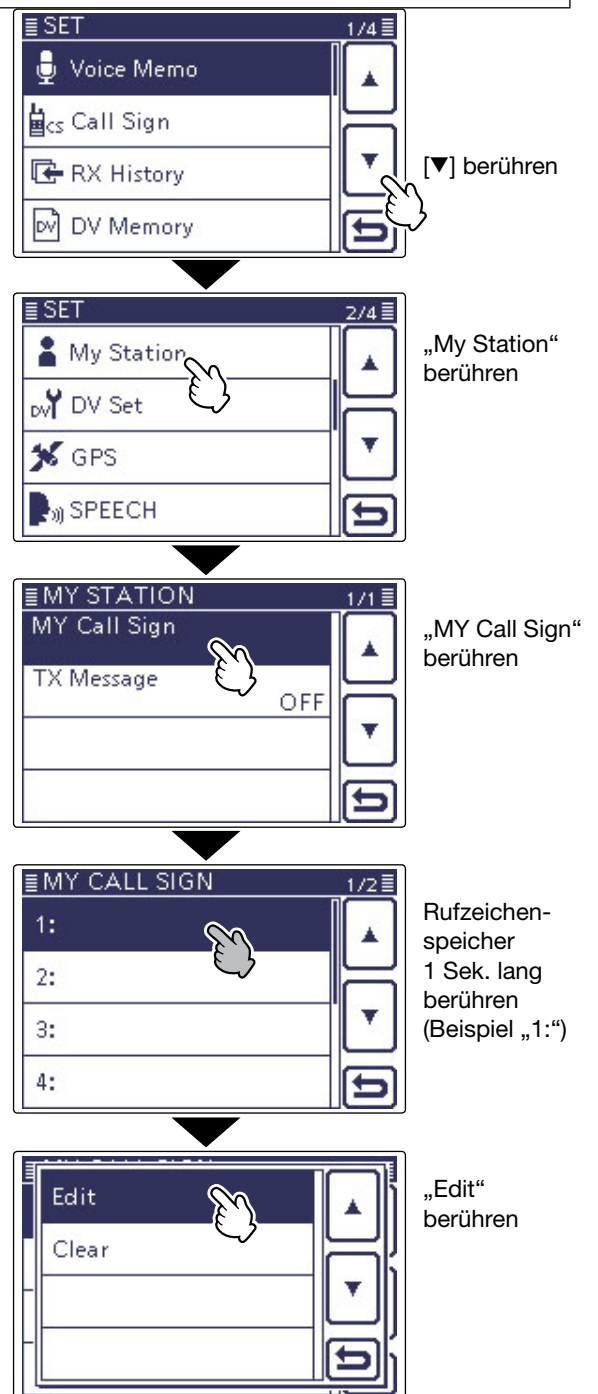 SET 1/4
Voice Memo
CS Call Sign
RX History
DV DV Memory
[▼] berühren
SET 2/4
My Station
DV DV Set
GPS
SPEECH
„My Station“
berühren
MY STATION 1/1
MY Call Sign
TX Message
OFF
„MY Call Sign“
berühren
MY CALL SIGN 1/2
1:
2:
3:
4:
Rufzeichen-
speicher
1 Sek. lang
berühren
(Beispiel „1:“)
Edit
Clear
„Edit“
berühren